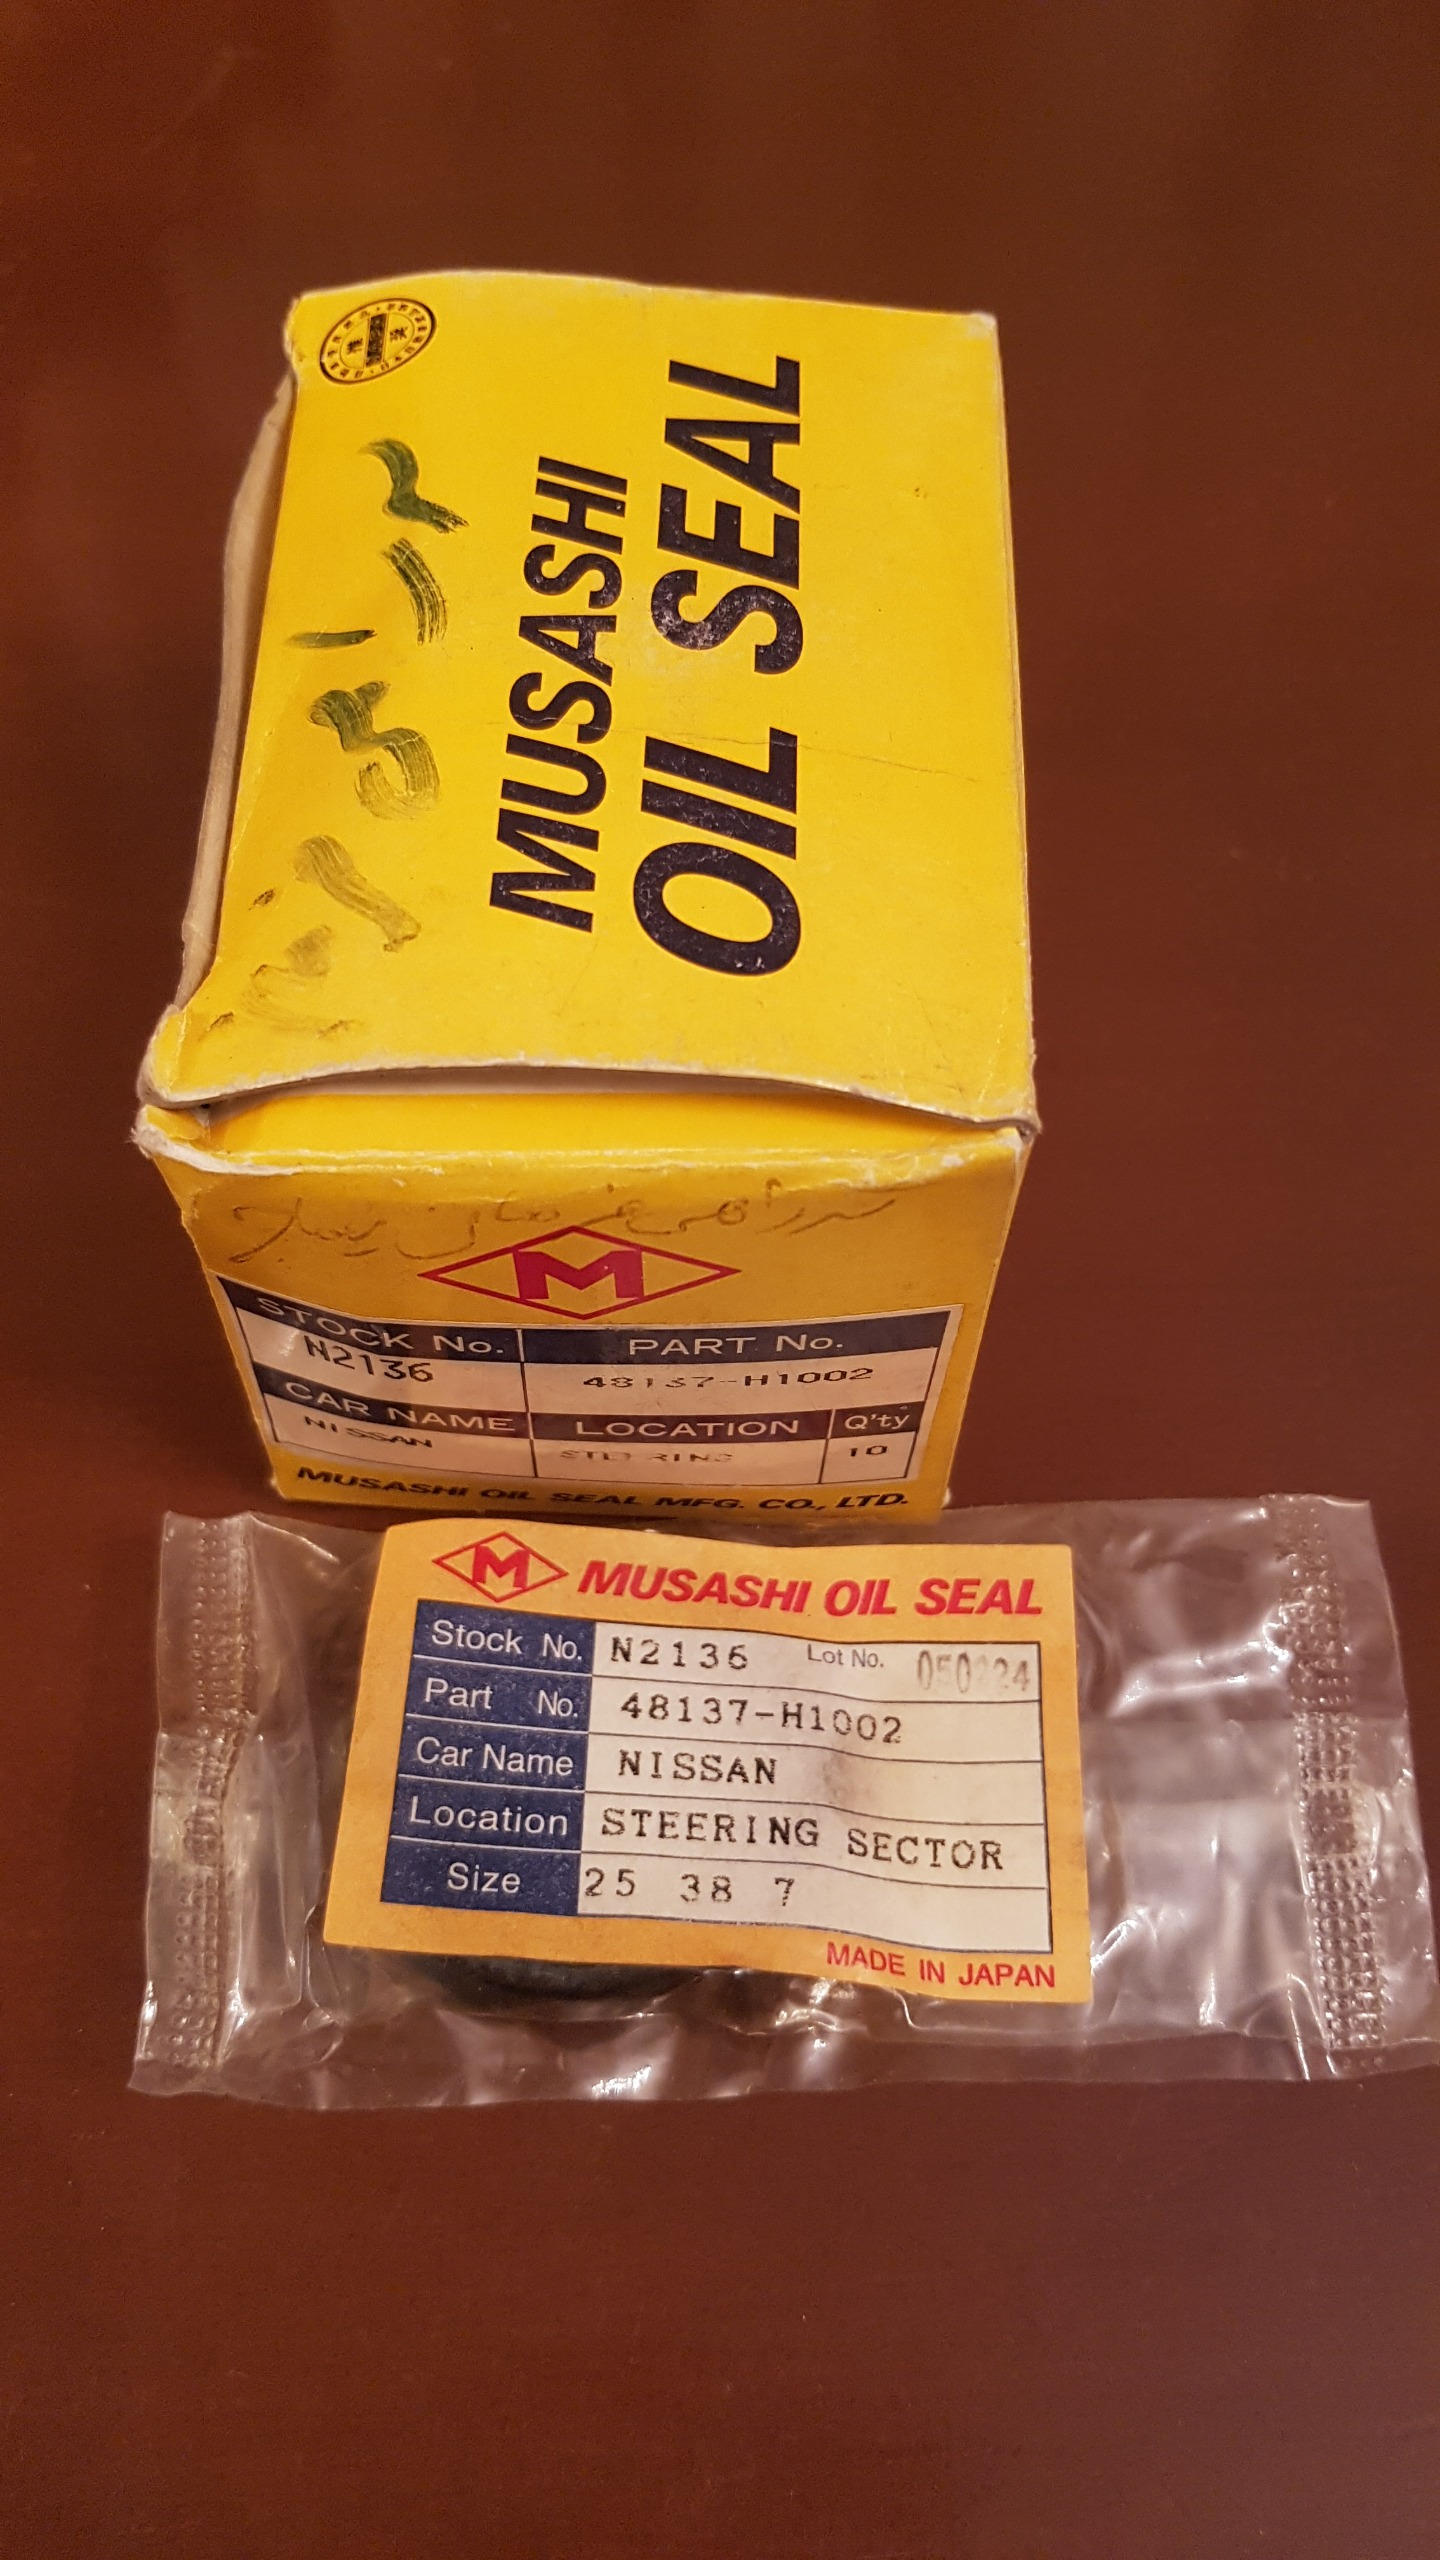 MUSASHI
OIL SEAL
M
STOCK No. PART No.
N2136 48137-H1002
CAR NAME LOCATION Q'ty
NISSAN STEERING 10
MUSASHI OIL SEAL MFG. CO., LTD.
M MUSASHI OIL SEAL
Stock No. N2136 Lot No.
Part No. 48137-H1002
Car Name NISSAN
Location STEERING SECTOR
Size 25 38 7
MADE IN JAPAN